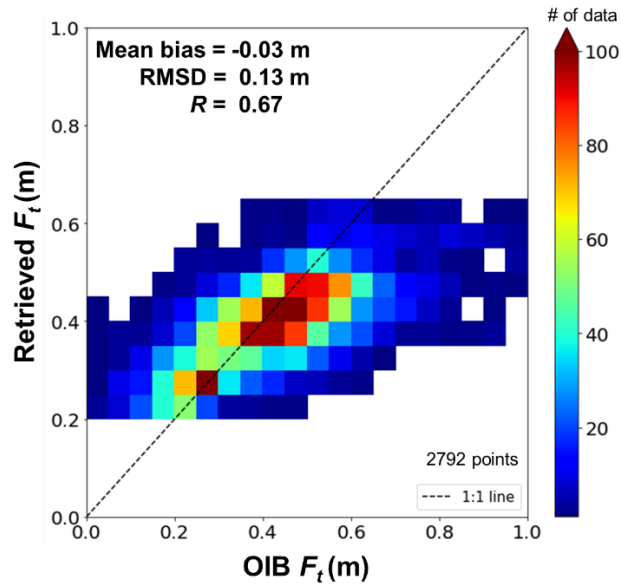 # of data
Mean bias = -0.03 m
RMSD = 0.13 m
R = 0.67
1.0
0.8
0.6
0.4
0.2
0.0
Retrieved Ft (m)
100
80
60
40
20
2792 points
1:1 line
0.0 0.2 0.4 0.6 0.8 1.0
OIB Ft (m)